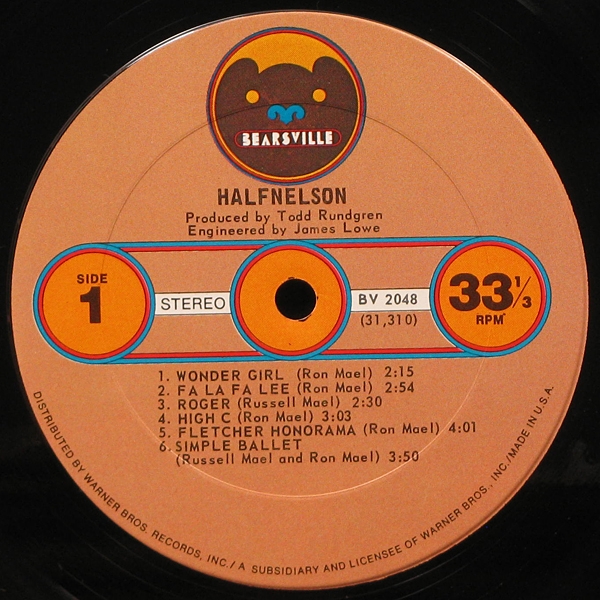 BEARSVILLE
HALFNELSON
Produced by Todd Rundgren
Engineered by James Lowe
SIDE
1
STEREO
BV 2048
(31,310)
33 1/3
RPM
1. WONDER GIRL (Ron Mael) 2:15
2. FA LA FA LEE (Ron Mael) 2:54
3. ROGER (Russell Mael) 2:30
4. HIGH C (Ron Mael) 3:03
5. FLETCHER HONORAMA (Ron Mael) 4:01
6. SIMPLE BALLET
(Russell Mael and Ron Mael) 3:50
DISTRIBUTED BY WARNER BROS. RECORDS, INC./A SUBSIDIARY AND LICENSEE OF WARNER BROS., INC./MADE IN U.S.A.